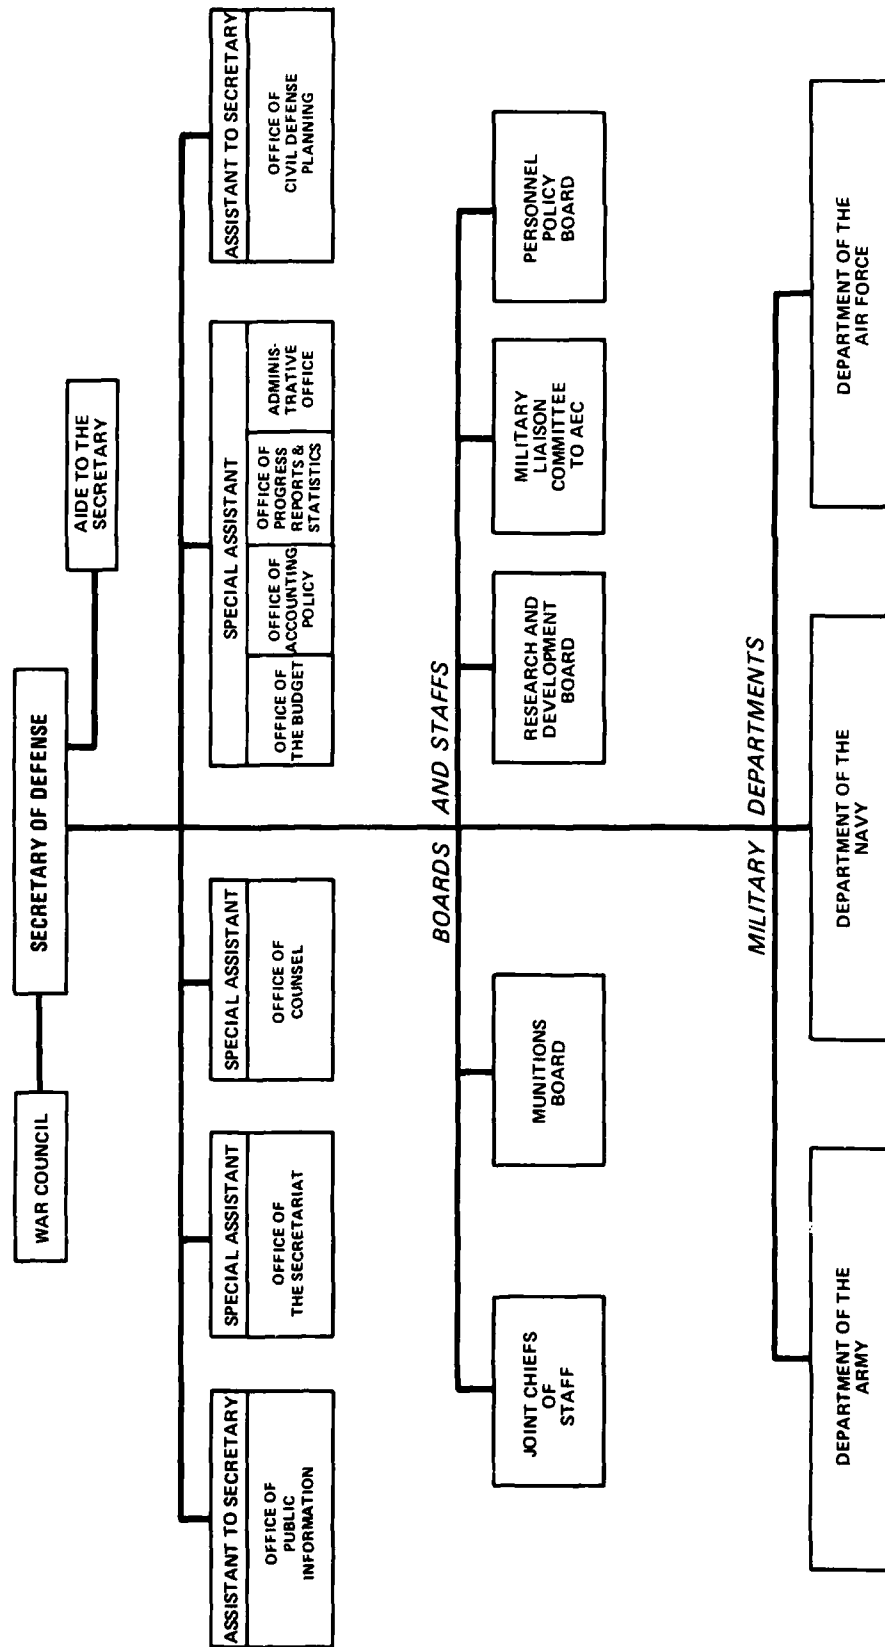 SECRETARY OF DEFENSE
WAR COUNCIL
AIDE TO THE
SECRETARY
ASSISTANT TO SECRETARY
OFFICE OF
PUBLIC
INFORMATION
SPECIAL ASSISTANT
OFFICE OF
THE SECRETARIAT
SPECIAL ASSISTANT
OFFICE OF
COUNSEL
SPECIAL ASSISTANT
OFFICE OF
THE BUDGET
OFFICE OF
ACCOUNTING
POLICY
OFFICE OF
PROGRESS
REPORTS &
STATISTICS
ADMINIS-
TRATIVE
OFFICE
ASSISTANT TO SECRETARY
OFFICE OF
CIVIL DEFENSE
PLANNING
BOARDS AND STAFFS
JOINT CHIEFS
OF
STAFF
MUNITIONS
BOARD
RESEARCH AND
DEVELOPMENT
BOARD
MILITARY
LIAISON
COMMITTEE
TO AEC
PERSONNEL
POLICY
BOARD
MILITARY DEPARTMENTS
DEPARTMENT OF THE
ARMY
DEPARTMENT OF THE
NAVY
DEPARTMENT OF THE
AIR FORCE